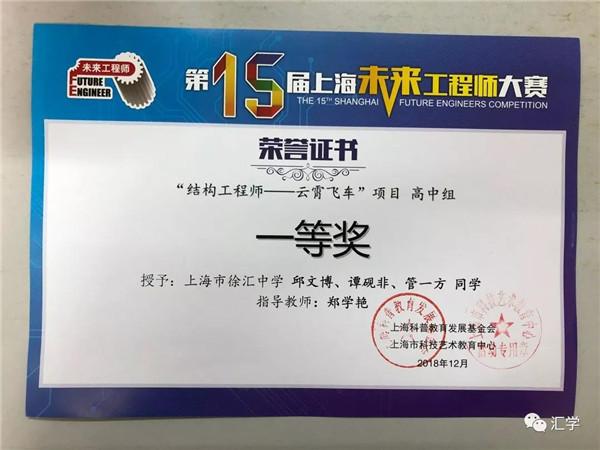 未来工程师
FUTURE
ENGINEER
第15届上海未来工程师大赛
THE 15TH SHANGHAI FUTURE ENGINEERS COMPETITION
荣誉证书
“结构工程师——云霄飞车”项目 高中组
一等奖
授予：上海市徐汇中学 邱文博、谭砚非、管一方 同学
指导教师：郑学艳
上海科普教育发展基金会
上海市科技艺术教育中心
2018年12月
活动专用章
汇学